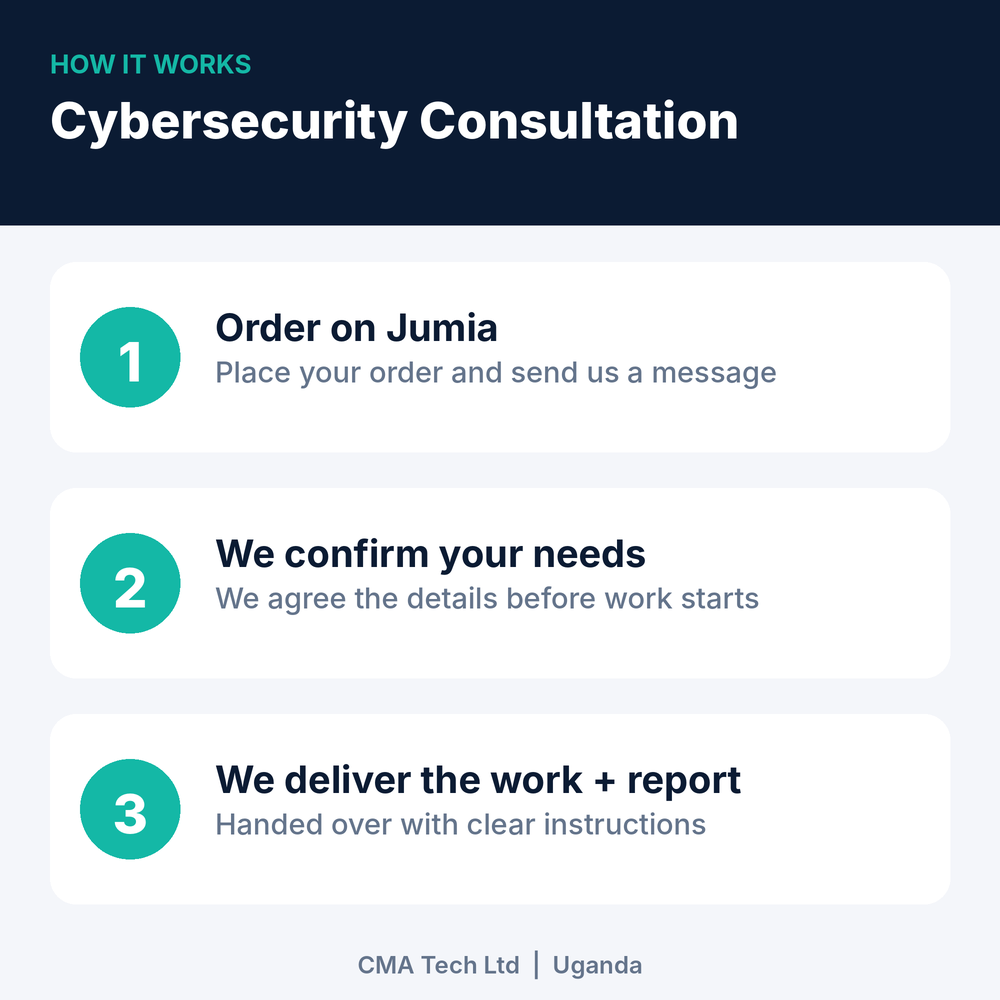 HOW IT WORKS
Cybersecurity Consultation
1
Order on Jumia
Place your order and send us a message
2
We confirm your needs
We agree the details before work starts
3
We deliver the work + report
Handed over with clear instructions
CMA Tech Ltd | Uganda